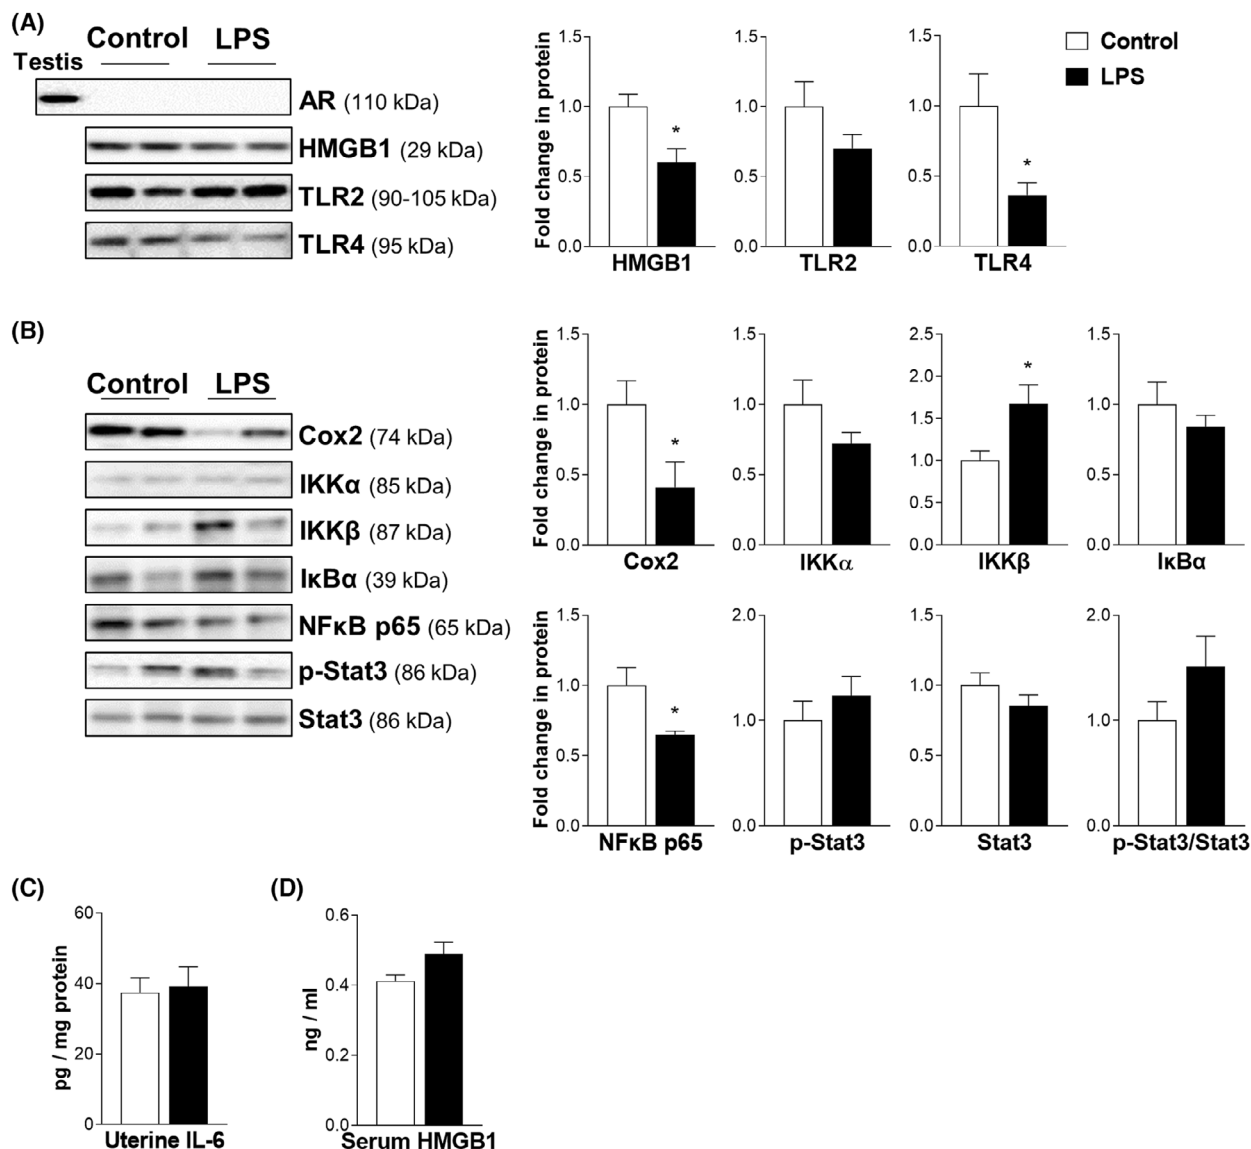 (A)
Control LPS
Testis
AR (110 kDa)
HMGB1 (29 kDa)
TLR2 (90-105 kDa)
TLR4 (95 kDa)
Fold change in protein
1.5
1.0
0.5
0.0
*
HMGB1
1.5
1.0
0.5
0.0
TLR2
1.5
1.0
0.5
0.0
*
TLR4
Control
LPS
(B)
Control LPS
Cox2 (74 kDa)
IKKα (85 kDa)
IKKβ (87 kDa)
IκBα (39 kDa)
NFκB p65 (65 kDa)
p-Stat3 (86 kDa)
Stat3 (86 kDa)
Fold change in protein
1.5
1.0
0.5
0.0
*
Cox2
1.5
1.0
0.5
0.0
IKKα
2.5
2.0
1.5
1.0
0.5
0.0
*
IKKβ
1.5
1.0
0.5
0.0
IκBα
Fold change in protein
1.5
1.0
0.5
0.0
*
NFκB p65
2.0
1.0
0.0
p-Stat3
1.5
1.0
0.5
0.0
Stat3
2.0
1.0
0.0
p-Stat3/Stat3
(C)
pg / mg protein
60
40
20
0
Uterine IL-6
(D)
ng / ml
0.6
0.4
0.2
0.0
Serum HMGB1